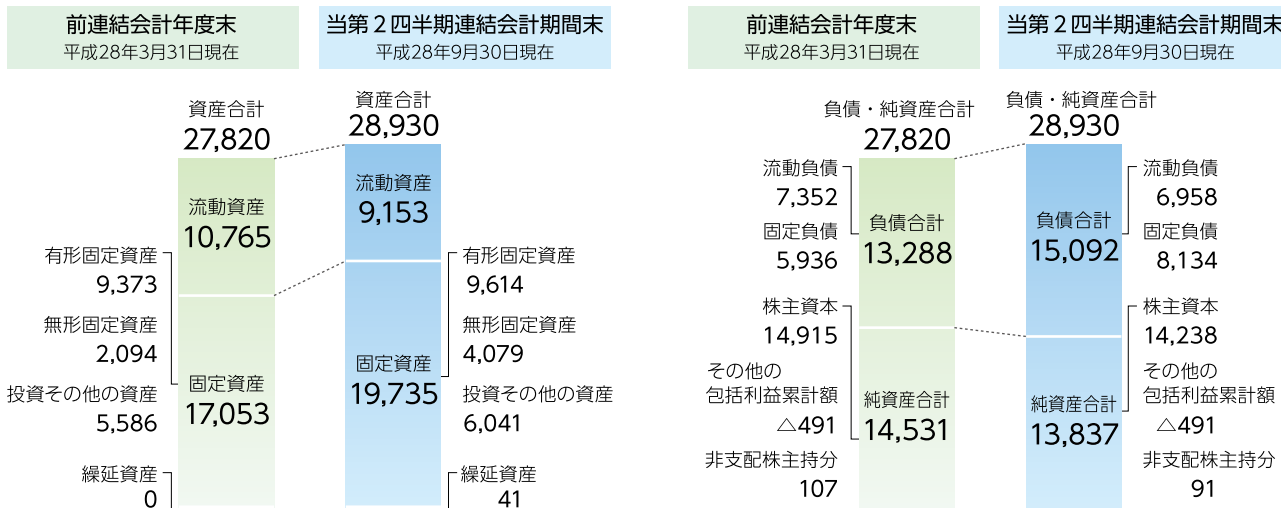 前連結会計年度末
平成28年3月31日現在
当第２四半期連結会計期間末
平成28年9月30日現在
資産合計
27,820
資産合計
28,930
流動資産
10,765
流動資産
9,153
有形固定資産
9,373
無形固定資産
2,094
投資その他の資産
5,586
固定資産
17,053
固定資産
19,735
有形固定資産
9,614
無形固定資産
4,079
投資その他の資産
6,041
繰延資産
0
繰延資産
41
前連結会計年度末
平成28年3月31日現在
当第２四半期連結会計期間末
平成28年9月30日現在
負債・純資産合計
27,820
負債・純資産合計
28,930
流動負債
7,352
固定負債
5,936
負債合計
13,288
負債合計
15,092
流動負債
6,958
固定負債
8,134
株主資本
14,915
その他の
包括利益累計額
△491
非支配株主持分
107
純資産合計
14,531
純資産合計
13,837
株主資本
14,238
その他の
包括利益累計額
△491
非支配株主持分
91